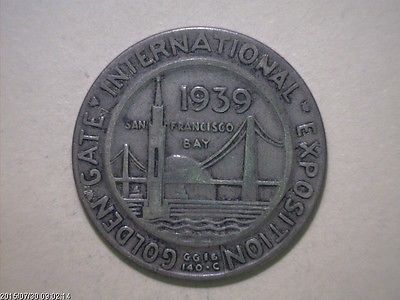 GOLDEN GATE INTERNATIONAL EXPOSITION
1939
SAN FRANCISCO
BAY
GGIE
140-C
2015/07/30 09:02:14